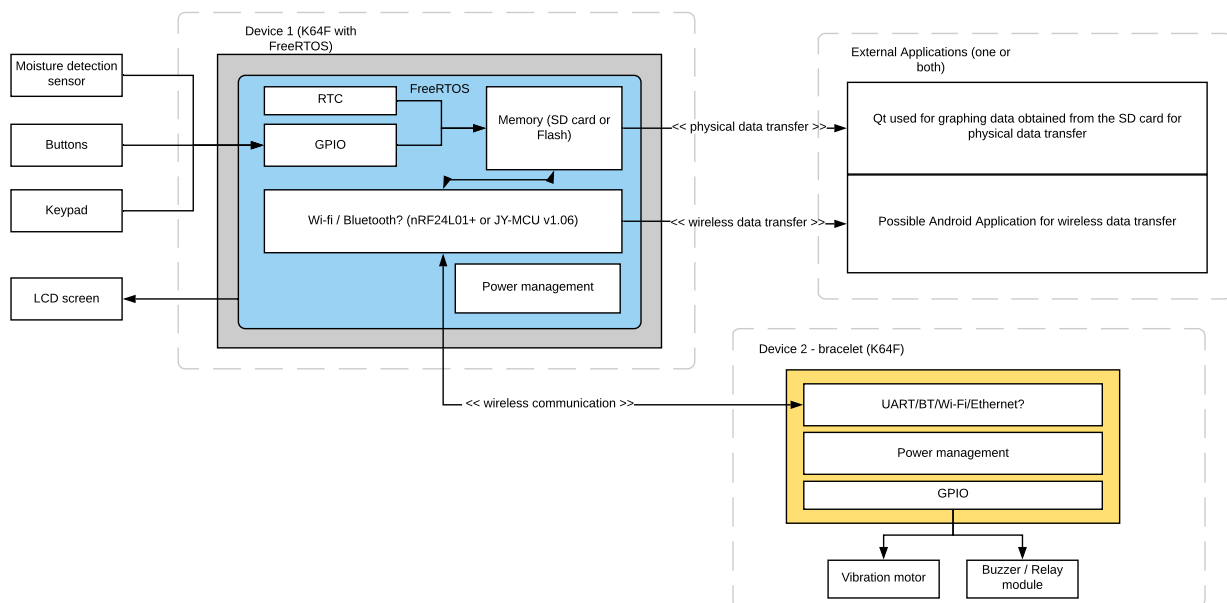 Device 1 (K64F with
FreeRTOS)
External Applications (one or
both)
Moisture detection
sensor
FreeRTOS
RTC
Memory (SD card or
Flash)
Qt used for graphing data obtained from the SD card for
physical data transfer
<< physical data transfer >>
Buttons
GPIO
Keypad
Wi-fi / Bluetooth? (nRF24L01+ or JY-MCU v1.06)
<< wireless data transfer >>
Possible Android Application for wireless data transfer
LCD screen
Power management
Device 2 - bracelet (K64F)
<< wireless communication >>
UART/BT/Wi-Fi/Ethernet?
Power management
GPIO
Vibration motor
Buzzer / Relay
module